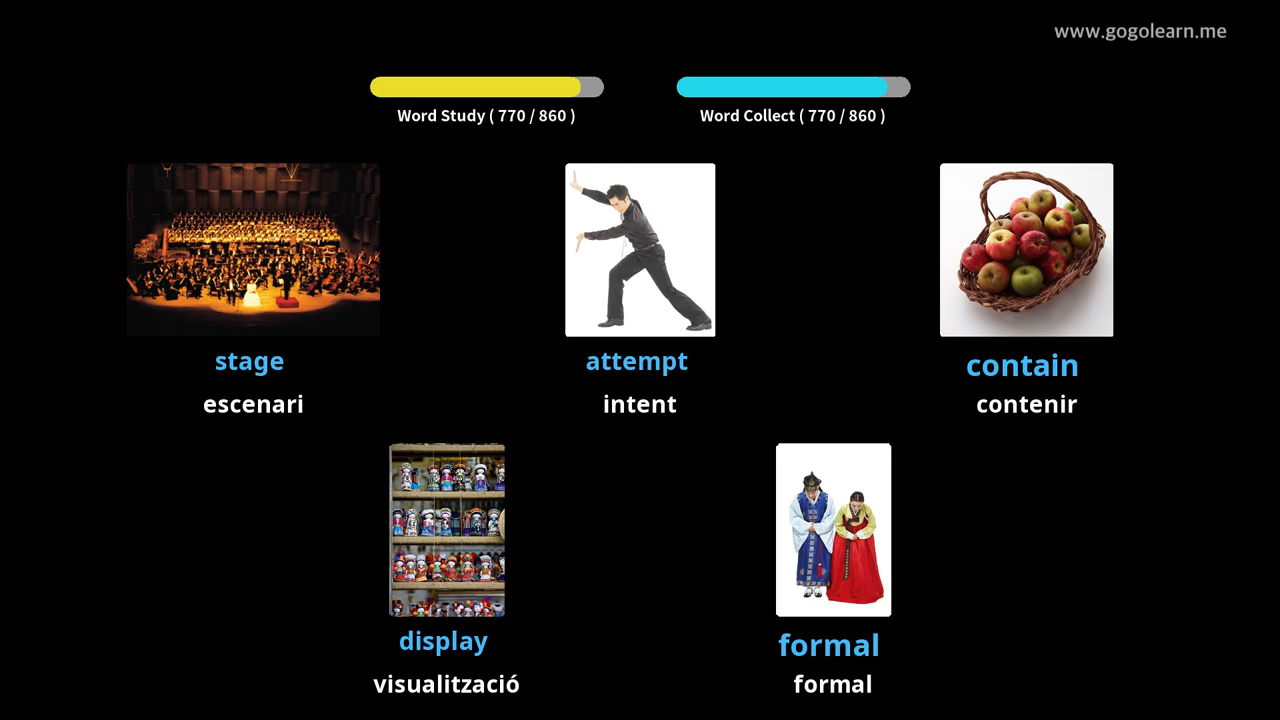 www.gogolearn.me
Word Study ( 770 / 860 )
Word Collect ( 770 / 860 )
stage
attempt
contain
escenari
intent
contenir
display
formal
visualització
formal